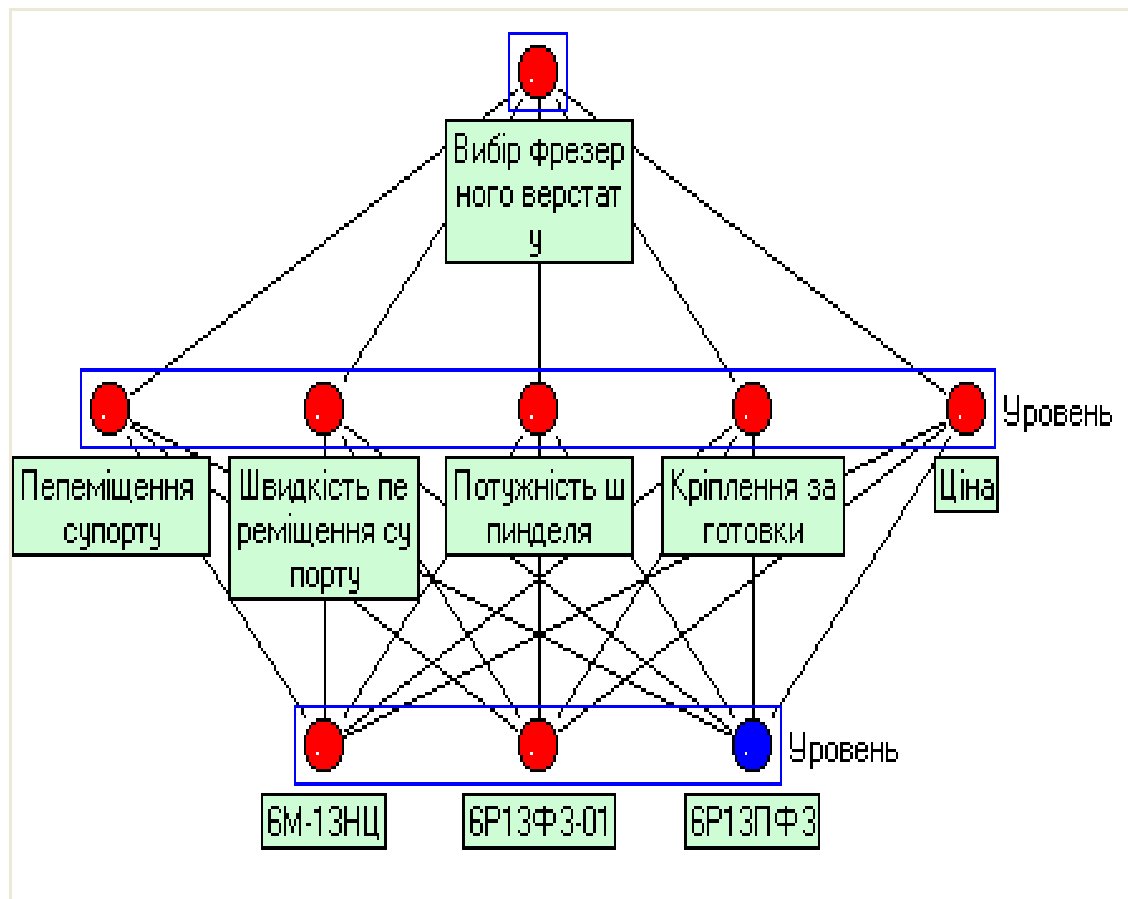 Вибір фрезер
ного верстат
у
Уровень
Пепеміщення
супорту
Швидкість пе
реміщення су
порту
Потужність ш
пинделя
Кріплення за
готовки
Ціна
Уровень
6М-13НЦ
6Р13Ф3-01
6Р13ПФ3